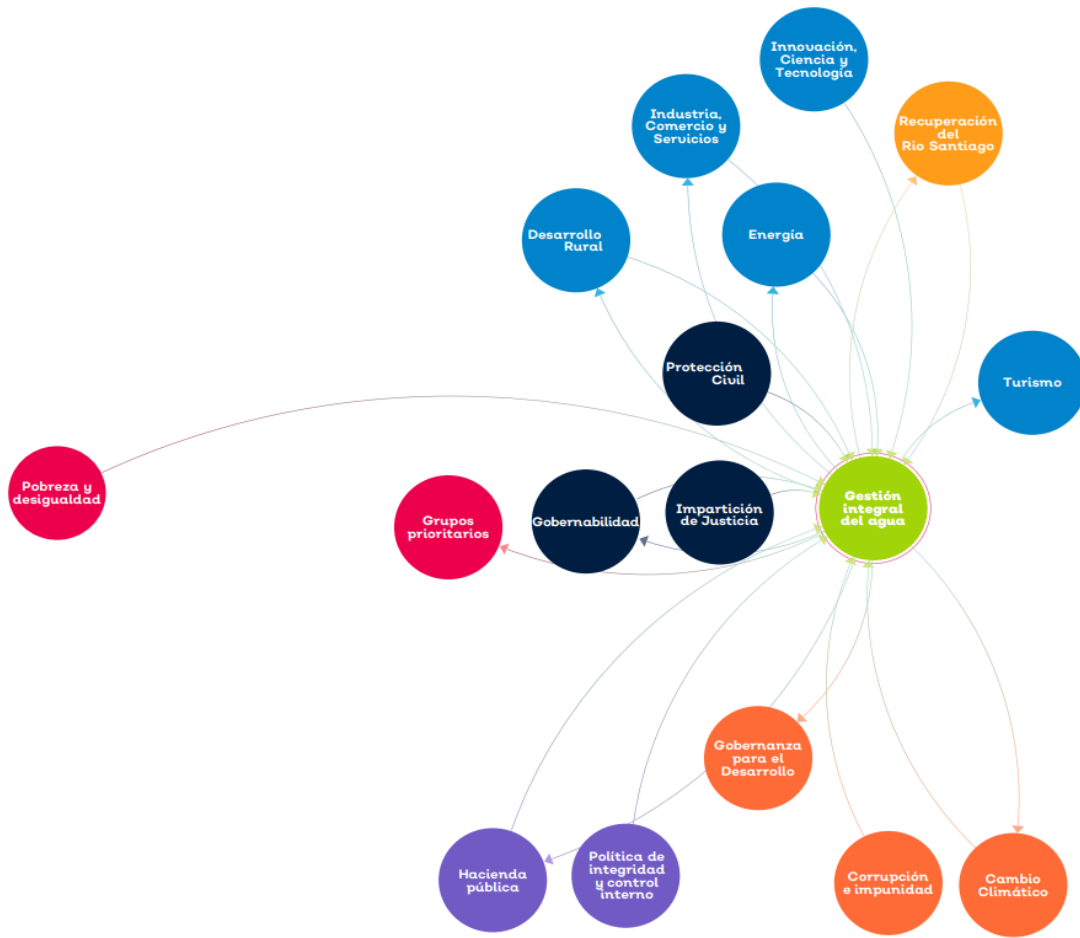 Innovación,
Ciencia y
Tecnología
Industria,
Comercio y
Servicios
Recuperación
del
Rio Santiago
Desarrollo
Rural
Energía
Protección
Civil
Turismo
Pobreza y
desigualdad
Grupos
prioritarios
Gobernabilidad
Impartición
de Justicia
Gestión
integral
del agua
Gobernanza
para el
Desarrollo
Hacienda
pública
Política de
integridad
y control
interno
Corrupción
e impunidad
Cambio
Climático